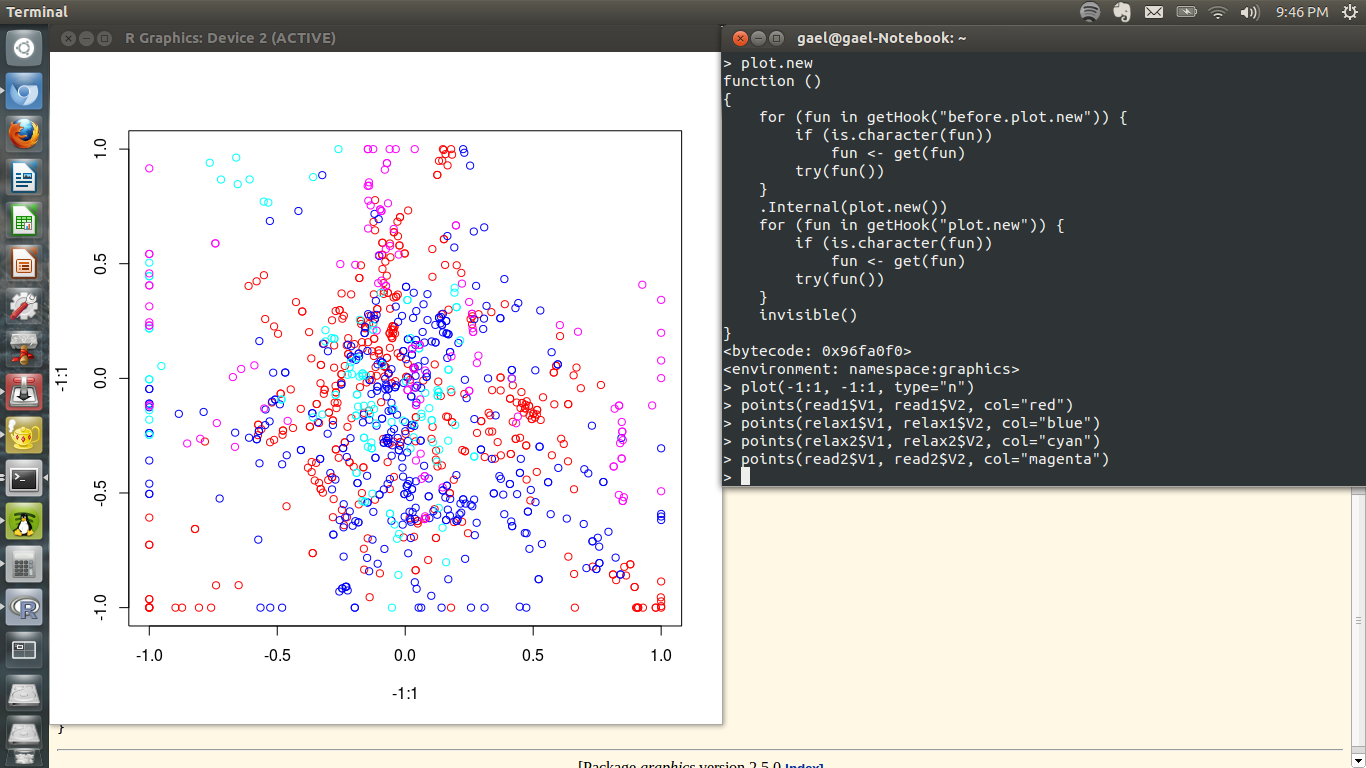 Terminal
9:46 PM
R Graphics: Device 2 (ACTIVE)
1.0
0.5
0.0
-0.5
-1.0
-1:1
-1.0 -0.5 0.0 0.5 1.0
-1:1
gael@gael-Notebook: ~
> plot.new
function ()
{
    for (fun in getHook("before.plot.new")) {
        if (is.character(fun))
            fun <- get(fun)
        try(fun())
    }
    .Internal(plot.new())
    for (fun in getHook("plot.new")) {
        if (is.character(fun))
            fun <- get(fun)
        try(fun())
    }
    invisible()
}
<bytecode: 0x96fa0f0>
<environment: namespace:graphics>
> plot(-1:1, -1:1, type="n")
> points(read1$V1, read1$V2, col="red")
> points(relax1$V1, relax1$V2, col="blue")
> points(relax2$V1, relax2$V2, col="cyan")
> points(read2$V1, read2$V2, col="magenta")
>
}
[Package graphics version 2.5.0 Index]